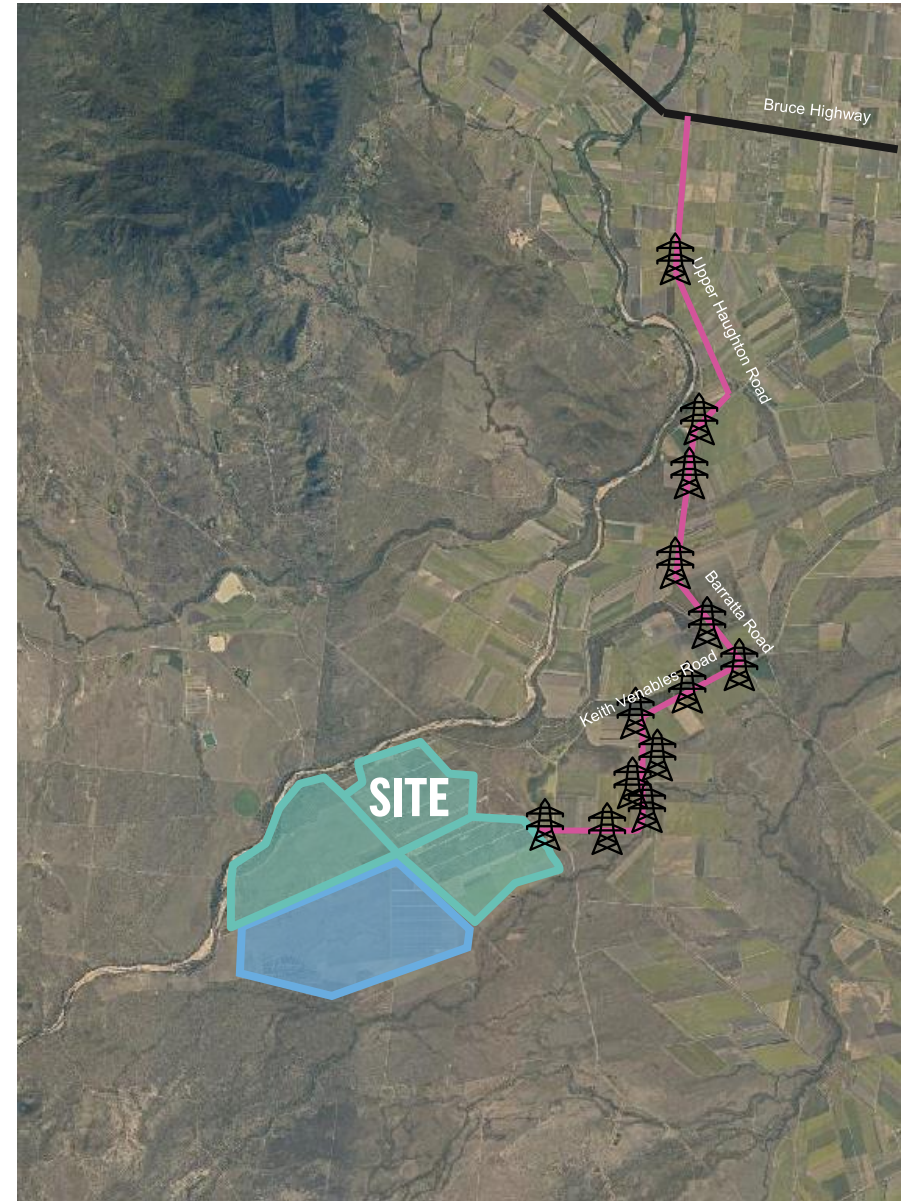 Bruce Highway
Upper Haughton Road
Barratta Road
Keith Venables Road
SITE